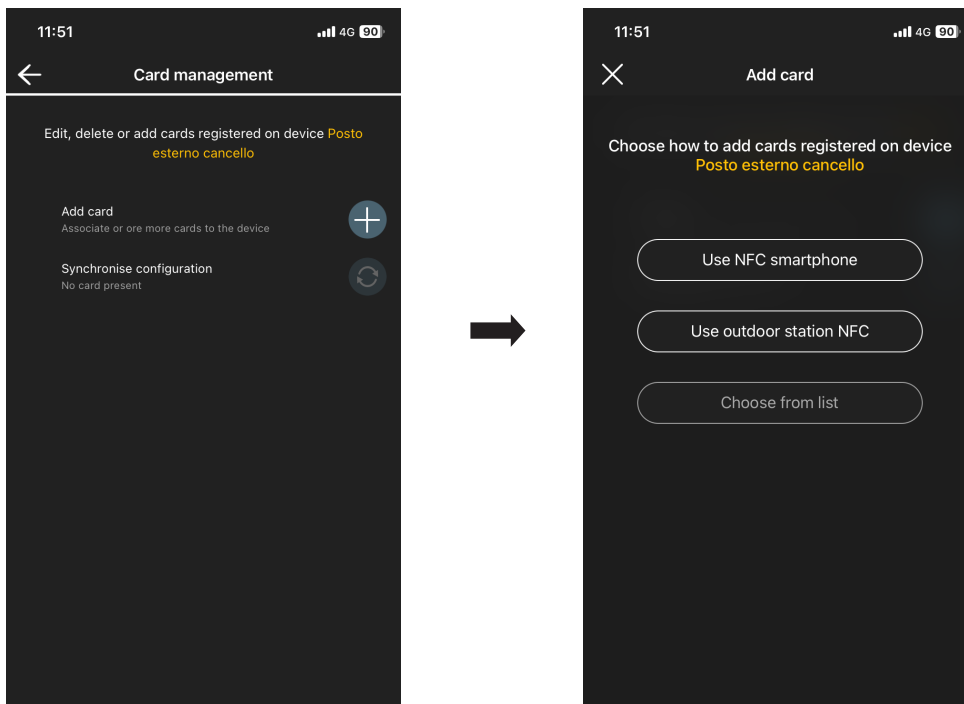 11:51
4G 90
Card management
Edit, delete or add cards registered on device Posto
esterno cancello
Add card
Associate or ore more cards to the device
Synchronise configuration
No card present
11:51
4G 90
Add card
Choose how to add cards registered on device
Posto esterno cancello
Use NFC smartphone
Use outdoor station NFC
Choose from list